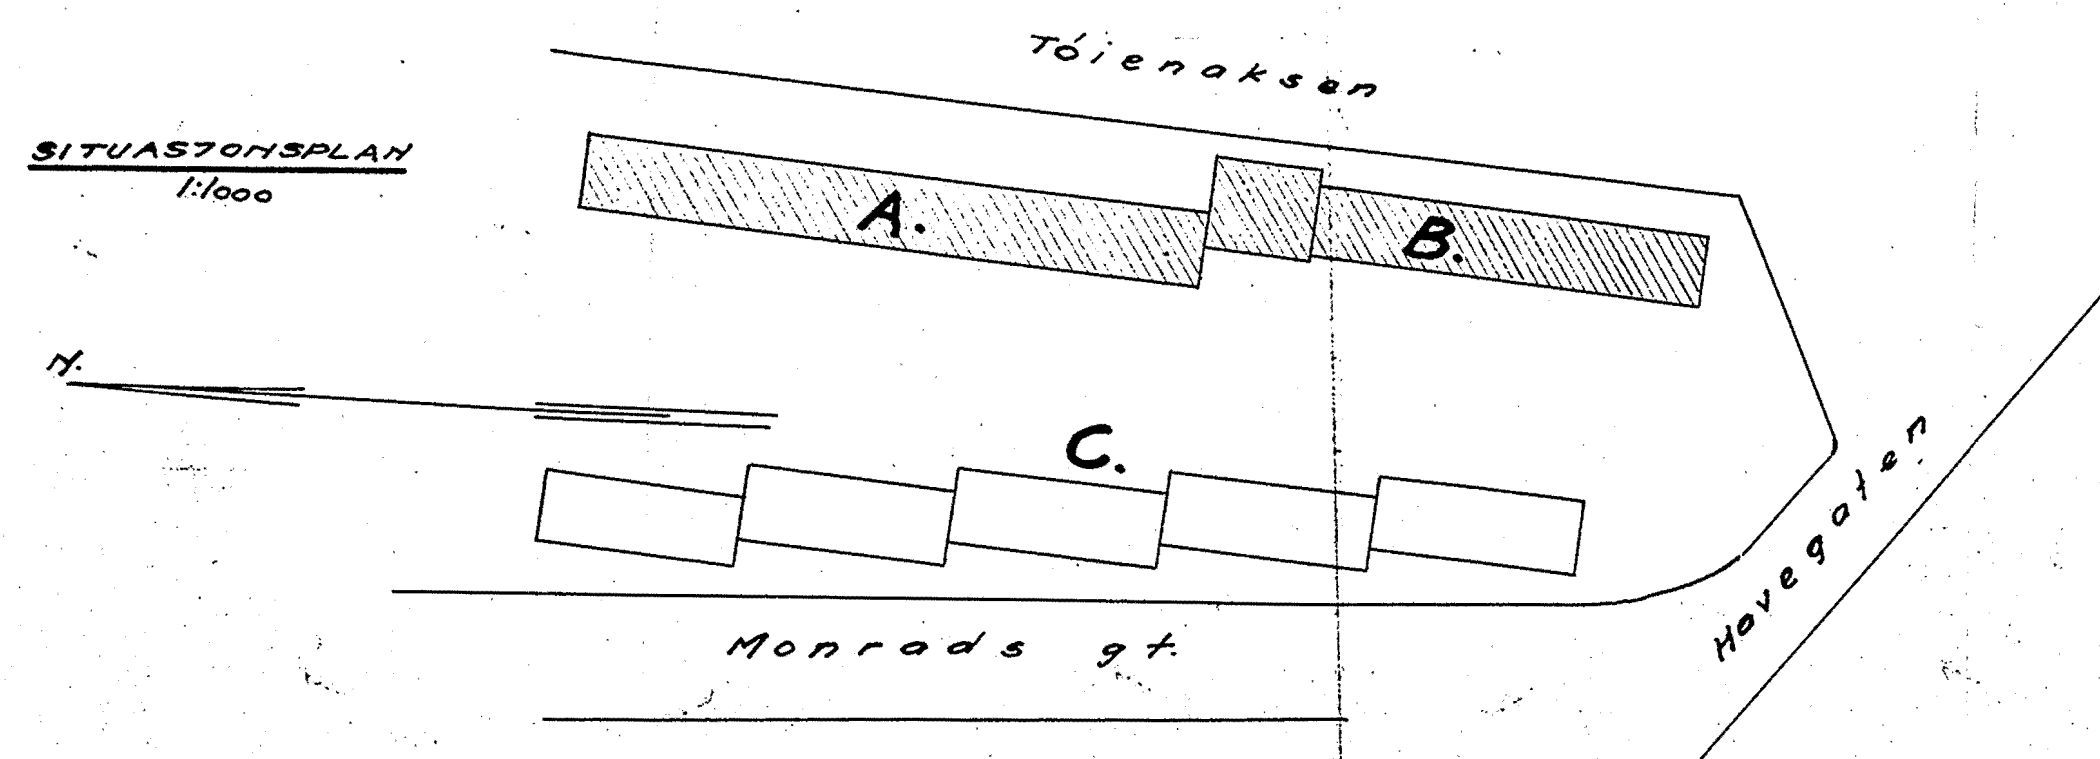 Tóienaksen
SITUASJONSPLAN
1:1000
A.
B.
N.
C.
Hovegaten
Monrads gt.